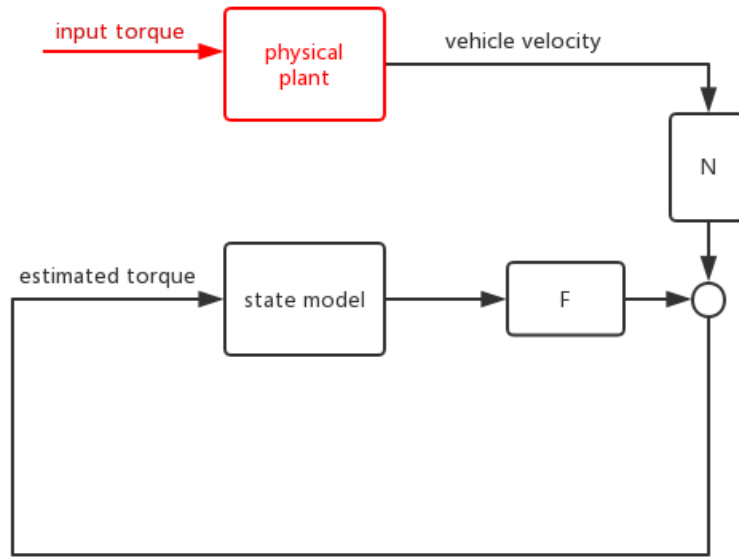 input torque
physical
plant
vehicle velocity
N
estimated torque
state model
F